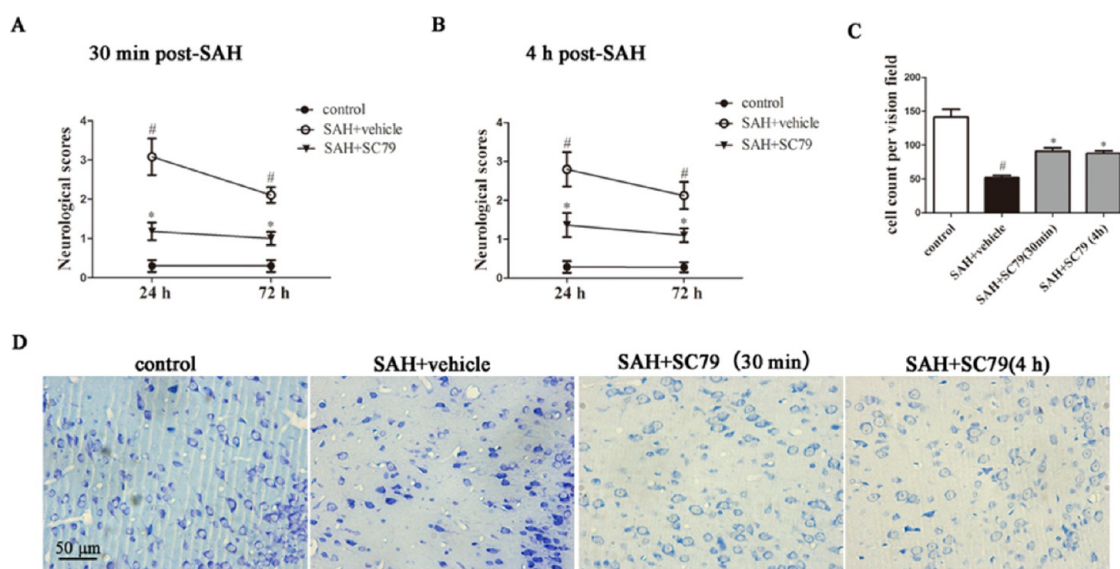 A
30 min post-SAH
control
SAH+vehicle
SAH+SC79
Neurological scores
4
3
2
1
0
#
#
*
*
24 h
72 h
B
4 h post-SAH
control
SAH+vehicle
SAH+SC79
Neurological scores
4
3
2
1
0
#
#
*
*
24 h
72 h
C
cell count per vision field
200
150
100
50
0
#
*
*
control
SAH+vehicle
SAH+SC79(30min)
SAH+SC79 (4h)
D
control
SAH+vehicle
SAH+SC79 (30 min)
SAH+SC79(4 h)
50 μm